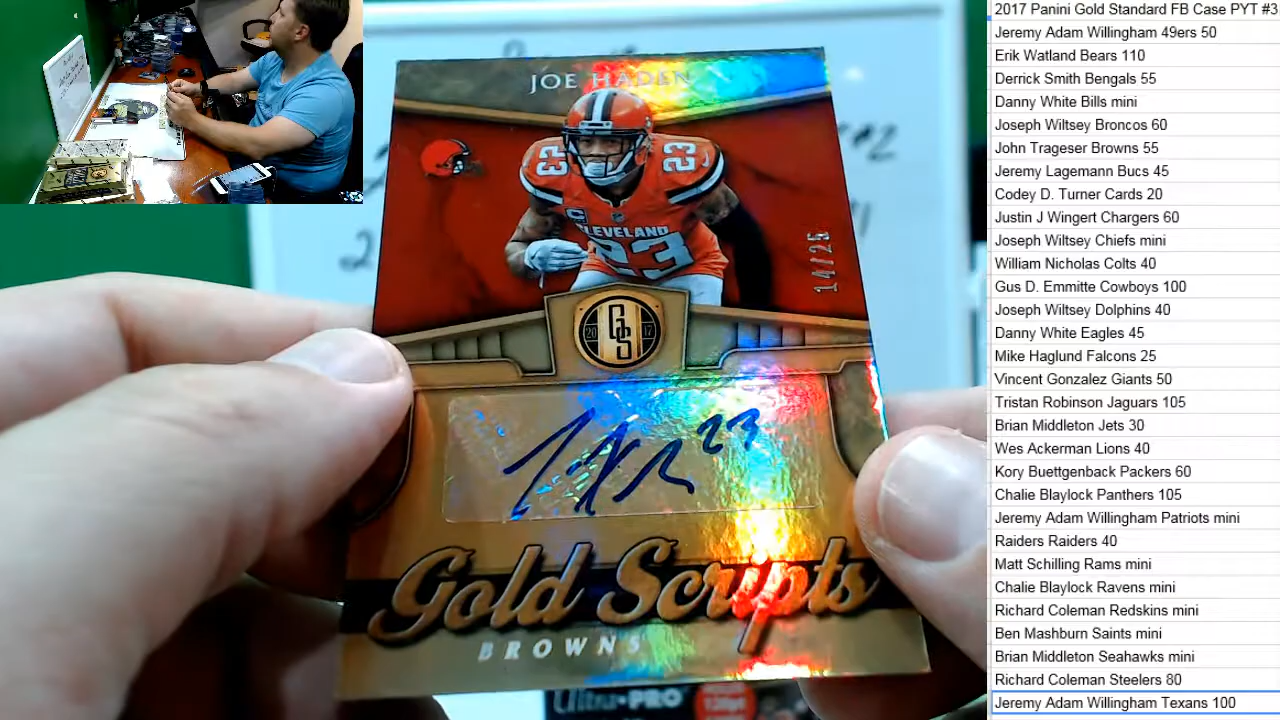 JOE HADEN
23
23
CLEVELAND
23
14/25
20 GS 17
23
Gold Scripts
BROWNS
Ultra·PRO
2017 Panini Gold Standard FB Case PYT #3
Jeremy Adam Willingham 49ers 50
Erik Watland Bears 110
Derrick Smith Bengals 55
Danny White Bills mini
Joseph Wiltsey Broncos 60
John Trageser Browns 55
Jeremy Lagemann Bucs 45
Codey D. Turner Cards 20
Justin J Wingert Chargers 60
Joseph Wiltsey Chiefs mini
William Nicholas Colts 40
Gus D. Emmitte Cowboys 100
Joseph Wiltsey Dolphins 40
Danny White Eagles 45
Mike Haglund Falcons 25
Vincent Gonzalez Giants 50
Tristan Robinson Jaguars 105
Brian Middleton Jets 30
Wes Ackerman Lions 40
Kory Buettgenback Packers 60
Chalie Blaylock Panthers 105
Jeremy Adam Willingham Patriots mini
Raiders Raiders 40
Matt Schilling Rams mini
Chalie Blaylock Ravens mini
Richard Coleman Redskins mini
Ben Mashburn Saints mini
Brian Middleton Seahawks mini
Richard Coleman Steelers 80
Jeremy Adam Willingham Texans 100